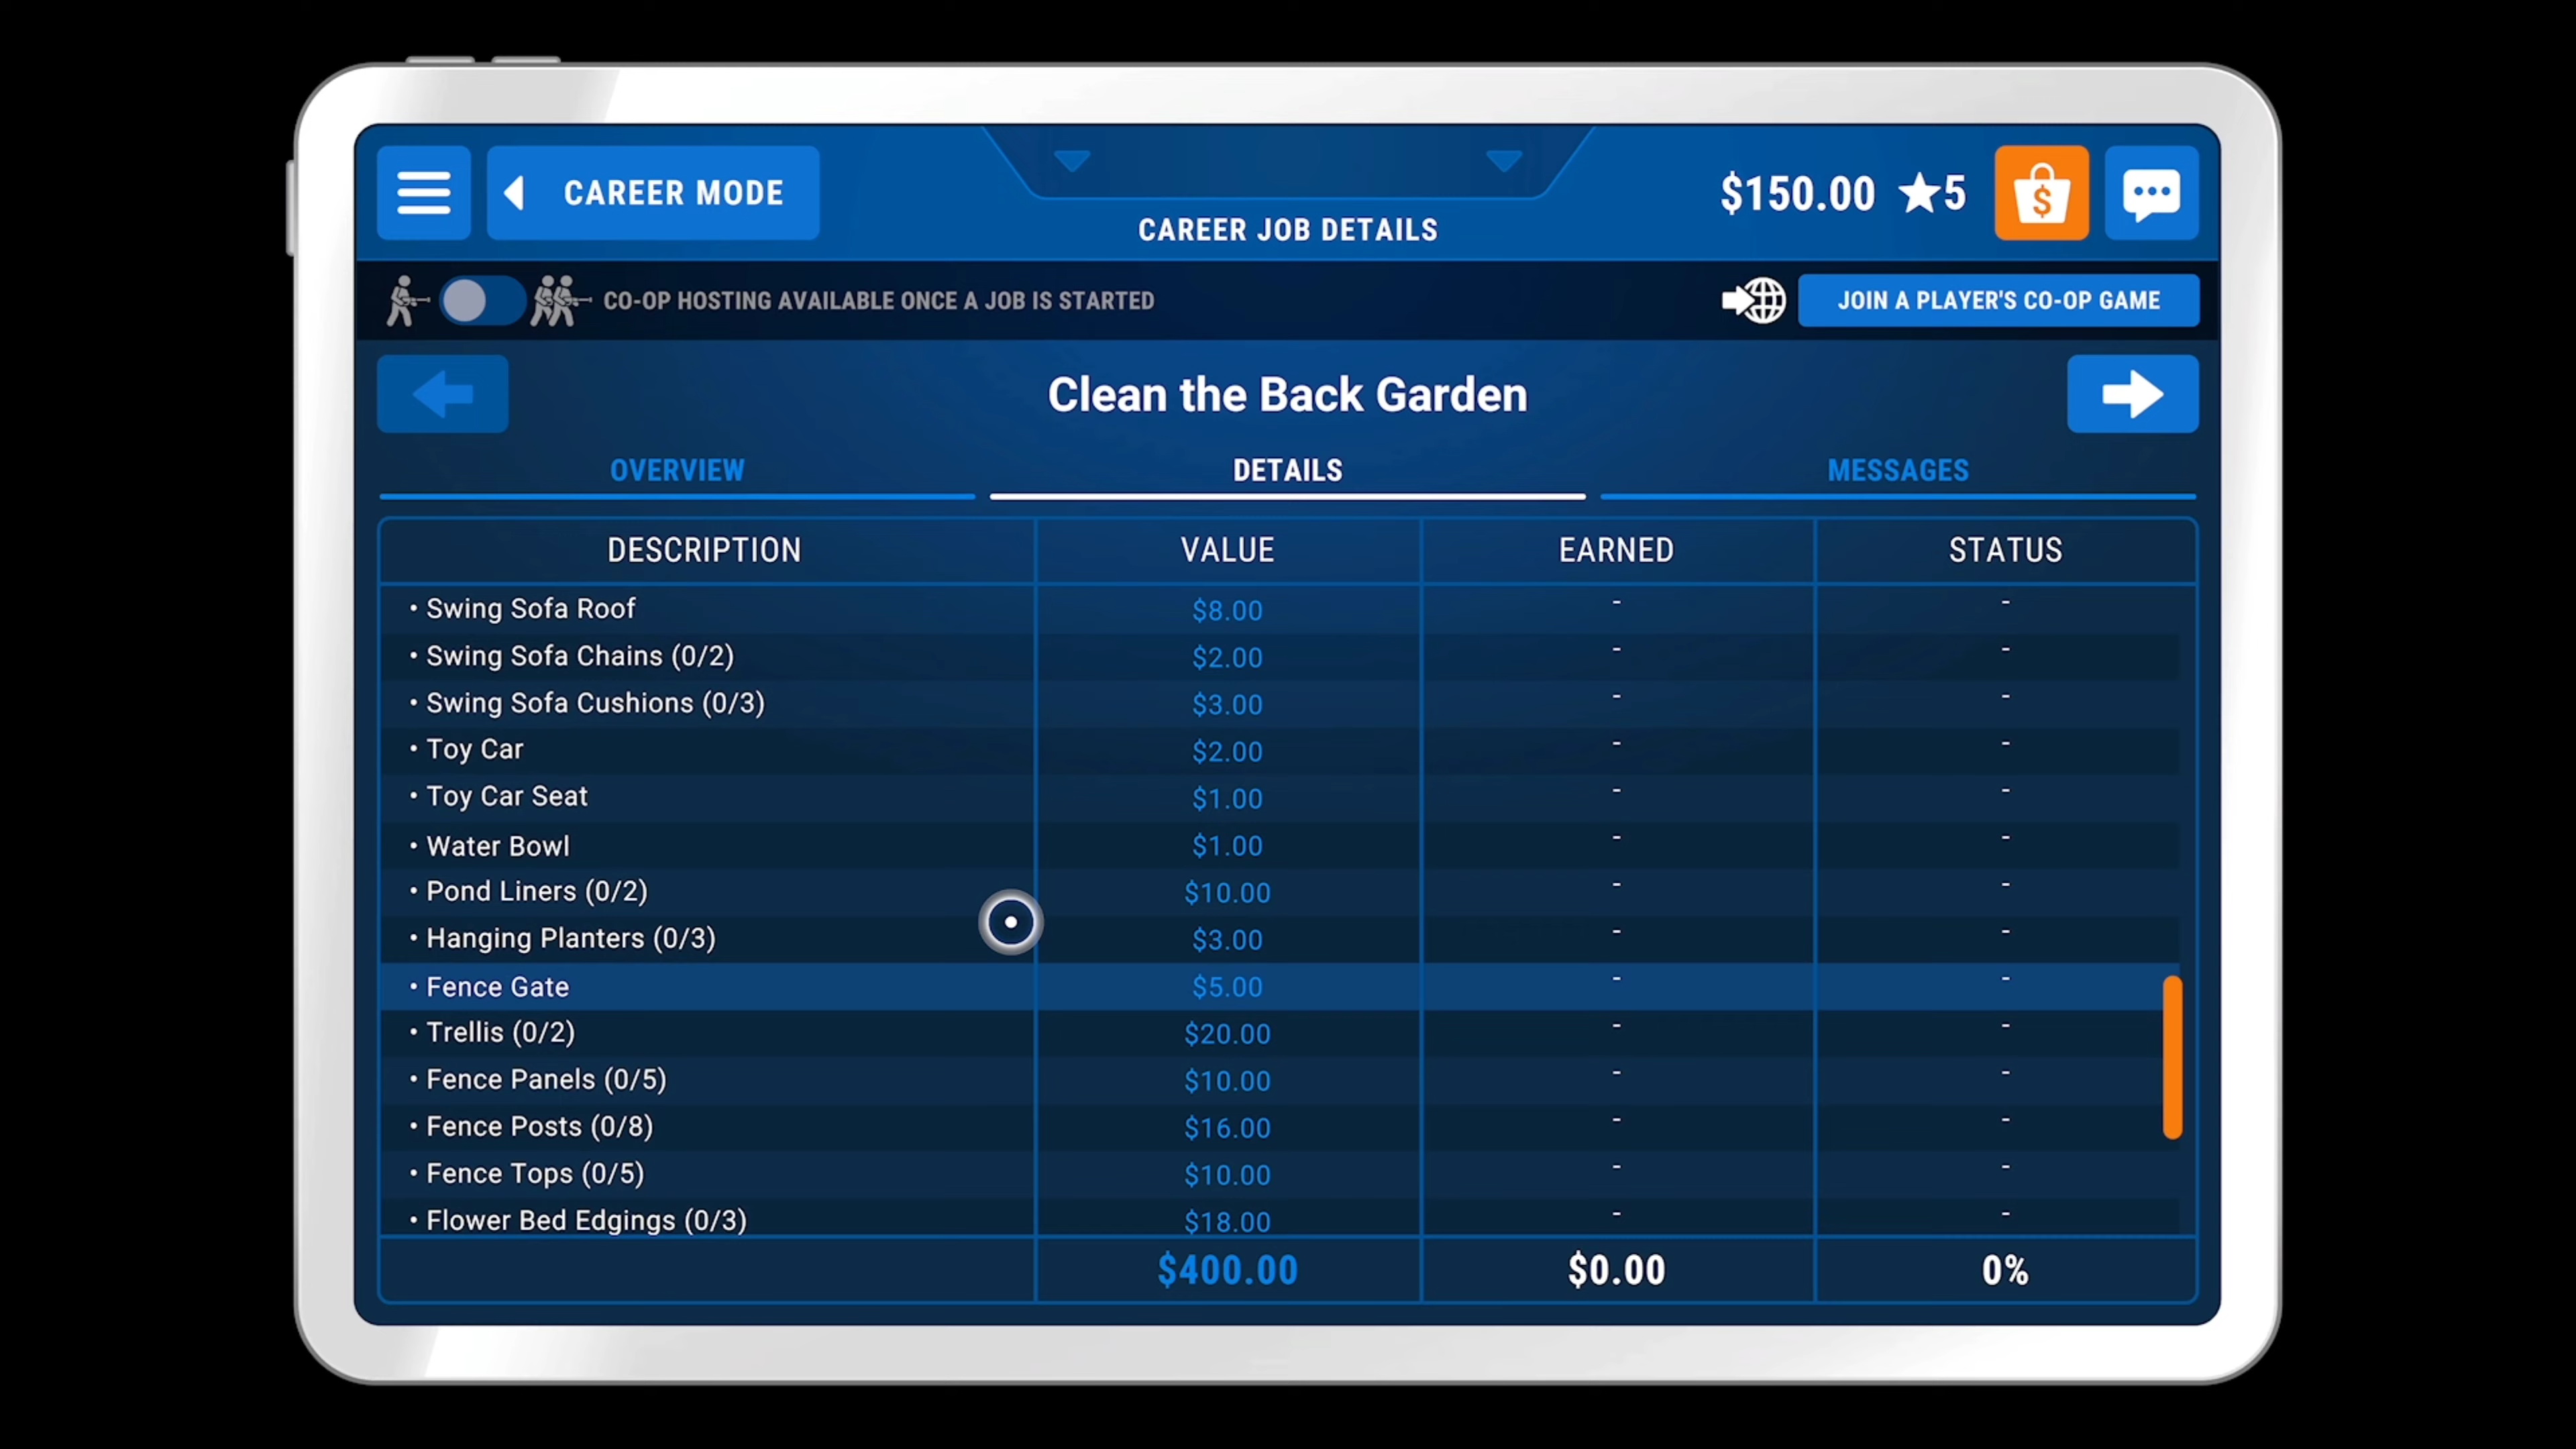 CAREER MODE
$150.00 ★5
CAREER JOB DETAILS
CO-OP HOSTING AVAILABLE ONCE A JOB IS STARTED
JOIN A PLAYER'S CO-OP GAME
Clean the Back Garden
OVERVIEW DETAILS MESSAGES
DESCRIPTION VALUE EARNED STATUS
• Swing Sofa Roof $8.00 - -
• Swing Sofa Chains (0/2) $2.00 - -
• Swing Sofa Cushions (0/3) $3.00 - -
• Toy Car $2.00 - -
• Toy Car Seat $1.00 - -
• Water Bowl $1.00 - -
• Pond Liners (0/2) $10.00 - -
• Hanging Planters (0/3) $3.00 - -
• Fence Gate $5.00 - -
• Trellis (0/2) $20.00 - -
• Fence Panels (0/5) $10.00 - -
• Fence Posts (0/8) $16.00 - -
• Fence Tops (0/5) $10.00 - -
• Flower Bed Edgings (0/3) $18.00 - -
$400.00 $0.00 0%